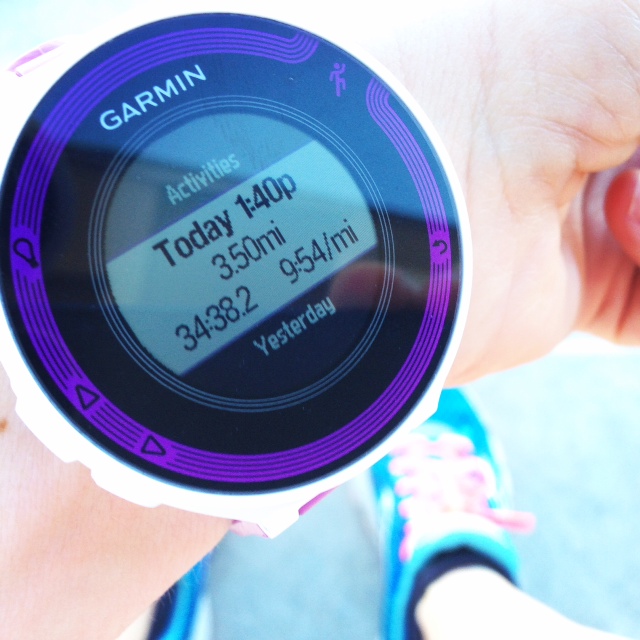 GARMIN
Activities
Today 1:40p
3.50mi
34:38.2 9:54/mi
Yesterday